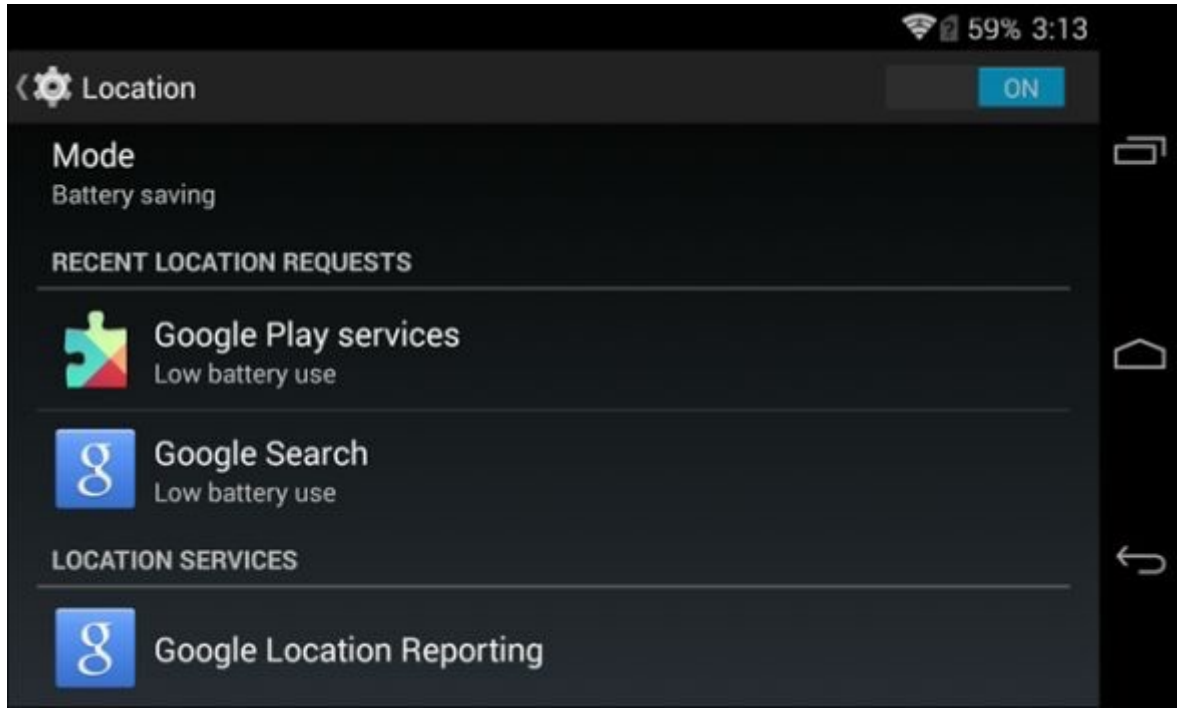 59% 3:13
Location
ON
Mode
Battery saving
RECENT LOCATION REQUESTS
Google Play services
Low battery use
g
Google Search
Low battery use
LOCATION SERVICES
g
Google Location Reporting